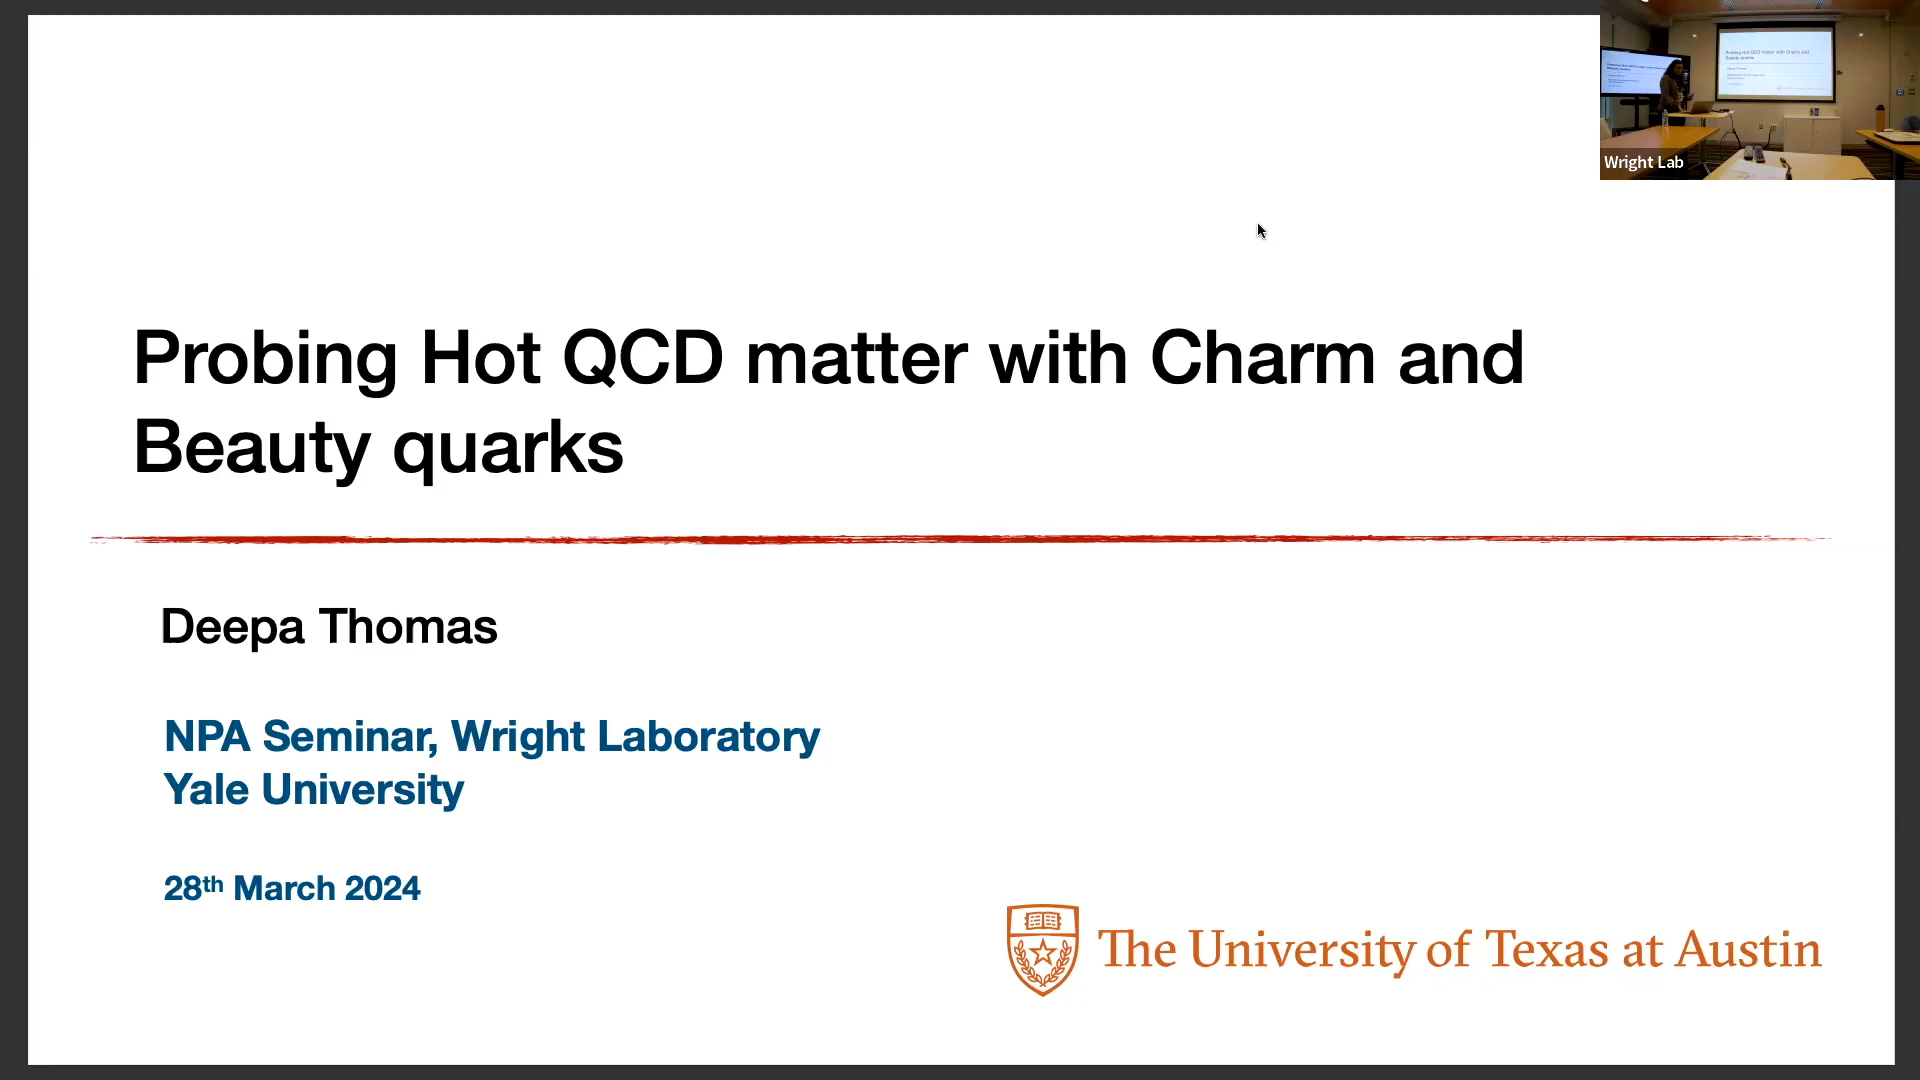 Probing Hot QCD matter with Charm and
Beauty quarks
Deepa Thomas
NPA Seminar, Wright Laboratory
Yale University
28th March 2024
The University of Texas at Austin
Wright Lab